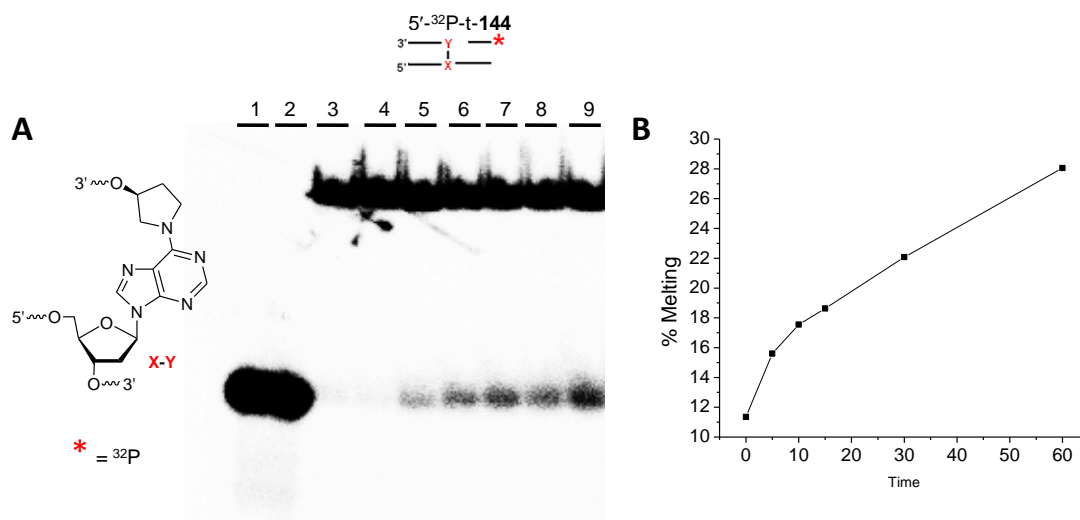 5′-³²P-t-144
3' Y *
5' X
1 2 3 4 5 6 7 8 9
A
3' O
N
N N
N N
5' O O
X-Y
O 3'
* = ³²P
B
% Melting
30
28
26
24
22
20
18
16
14
12
10
0 10 20 30 40 50 60
Time